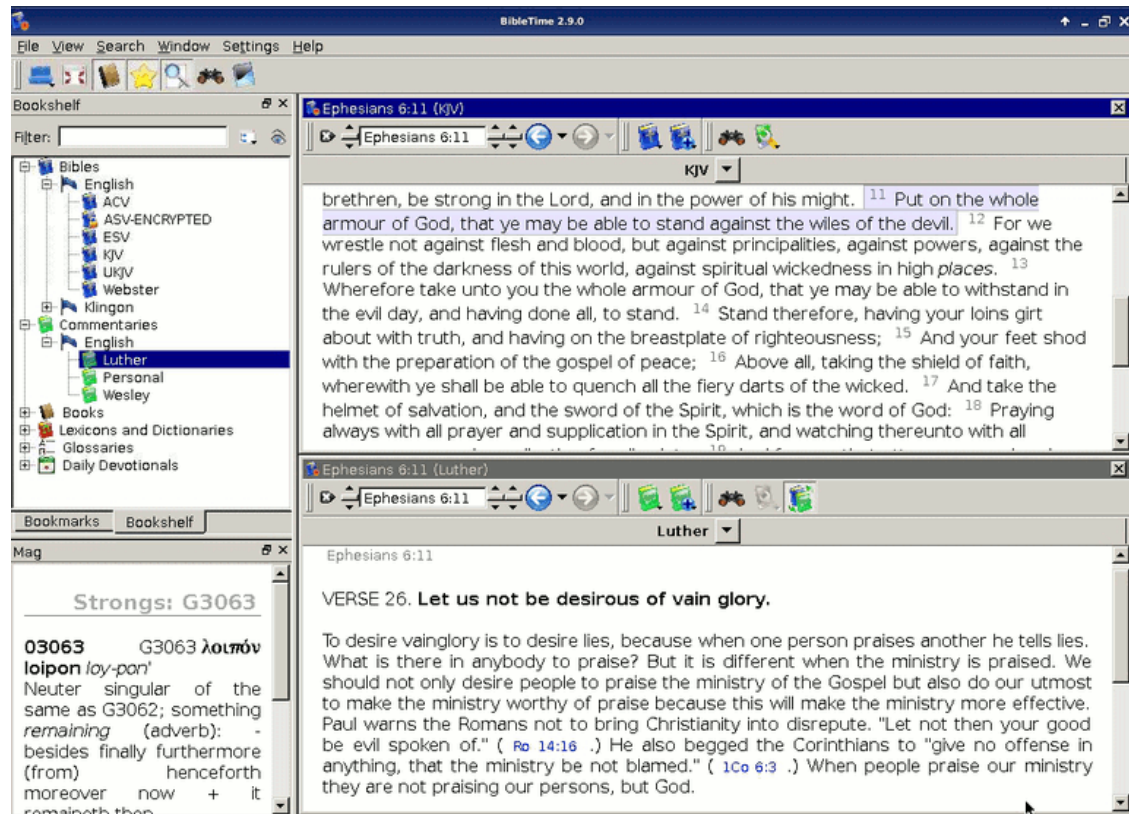 BibleTime 2.9.0
File View Search Window Settings Help
Bookshelf
Filter:
Bibles
English
ACV
ASV-ENCRYPTED
ESV
KJV
UKJV
Webster
Klingon
Commentaries
English
Luther
Personal
Wesley
Books
Lexicons and Dictionaries
Glossaries
Daily Devotionals
Bookmarks Bookshelf
Mag
Strongs: G3063
03063 G3063 λοιπόν
loipon loy-pon'
Neuter singular of the
same as G3062; something
remaining (adverb): -
besides finally furthermore
(from) henceforth
moreover now + it
remaineth then
Ephesians 6:11 (KJV)
Ephesians 6:11
KJV
brethren, be strong in the Lord, and in the power of his might. 11 Put on the whole
armour of God, that ye may be able to stand against the wiles of the devil. 12 For we
wrestle not against flesh and blood, but against principalities, against powers, against the
rulers of the darkness of this world, against spiritual wickedness in high places. 13
Wherefore take unto you the whole armour of God, that ye may be able to withstand in
the evil day, and having done all, to stand. 14 Stand therefore, having your loins girt
about with truth, and having on the breastplate of righteousness; 15 And your feet shod
with the preparation of the gospel of peace; 16 Above all, taking the shield of faith,
wherewith ye shall be able to quench all the fiery darts of the wicked. 17 And take the
helmet of salvation, and the sword of the Spirit, which is the word of God: 18 Praying
always with all prayer and supplication in the Spirit, and watching thereunto with all
Ephesians 6:11 (Luther)
Ephesians 6:11
Luther
Ephesians 6:11
VERSE 26. Let us not be desirous of vain glory.
To desire vainglory is to desire lies, because when one person praises another he tells lies.
What is there in anybody to praise? But it is different when the ministry is praised. We
should not only desire people to praise the ministry of the Gospel but also do our utmost
to make the ministry worthy of praise because this will make the ministry more effective.
Paul warns the Romans not to bring Christianity into disrepute. "Let not then your good
be evil spoken of." ( Ro 14:16 .) He also begged the Corinthians to "give no offense in
anything, that the ministry be not blamed." ( 1Co 6:3 .) When people praise our ministry
they are not praising our persons, but God.